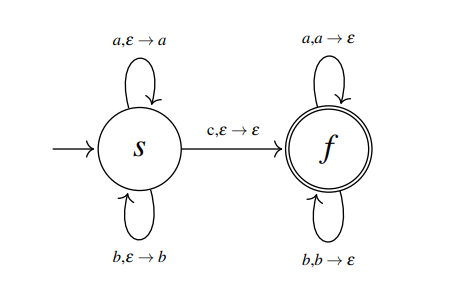 a,ε → a
a,a → ε
c,ε → ε
s
f
b,ε → b
b,b → ε